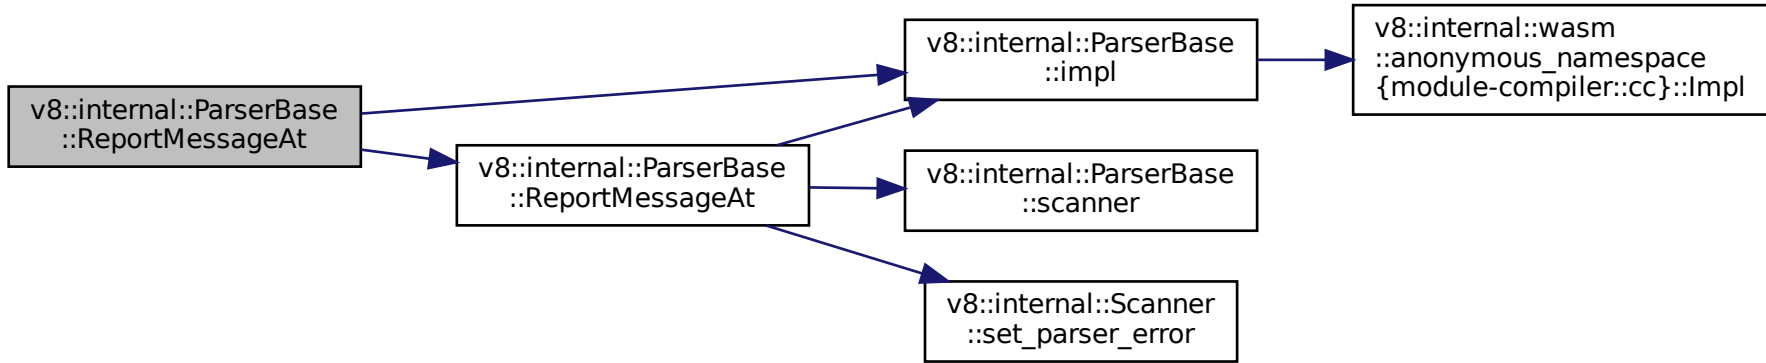 v8::internal::ParserBase
::ReportMessageAt
v8::internal::ParserBase
::ReportMessageAt
v8::internal::ParserBase
::impl
v8::internal::wasm
::anonymous_namespace
{module-compiler::cc}::Impl
v8::internal::ParserBase
::scanner
v8::internal::Scanner
::set_parser_error